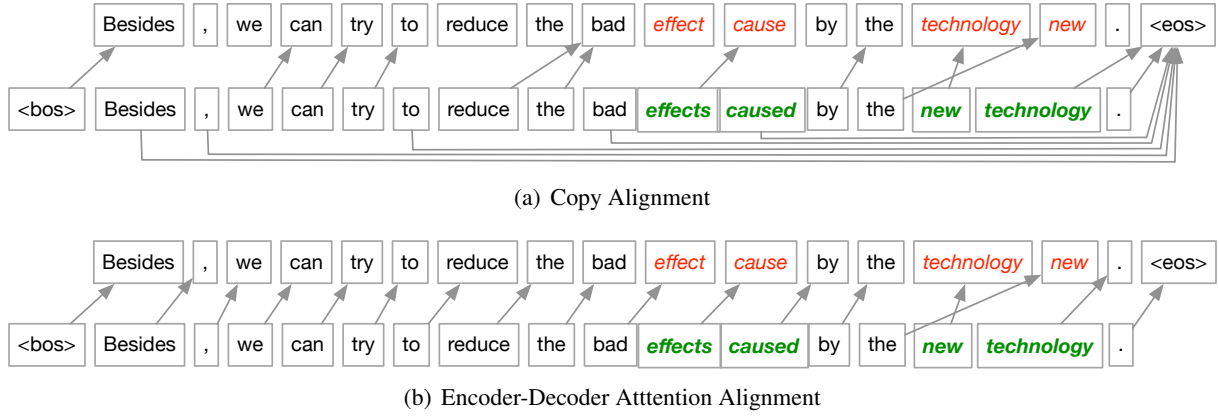 Besides , we can try to reduce the bad effect cause by the technology new . <eos>
<bos> Besides , we can try to reduce the bad effects caused by the new technology .
(a) Copy Alignment
Besides , we can try to reduce the bad effect cause by the technology new . <eos>
<bos> Besides , we can try to reduce the bad effects caused by the new technology .
(b) Encoder-Decoder Atttention Alignment